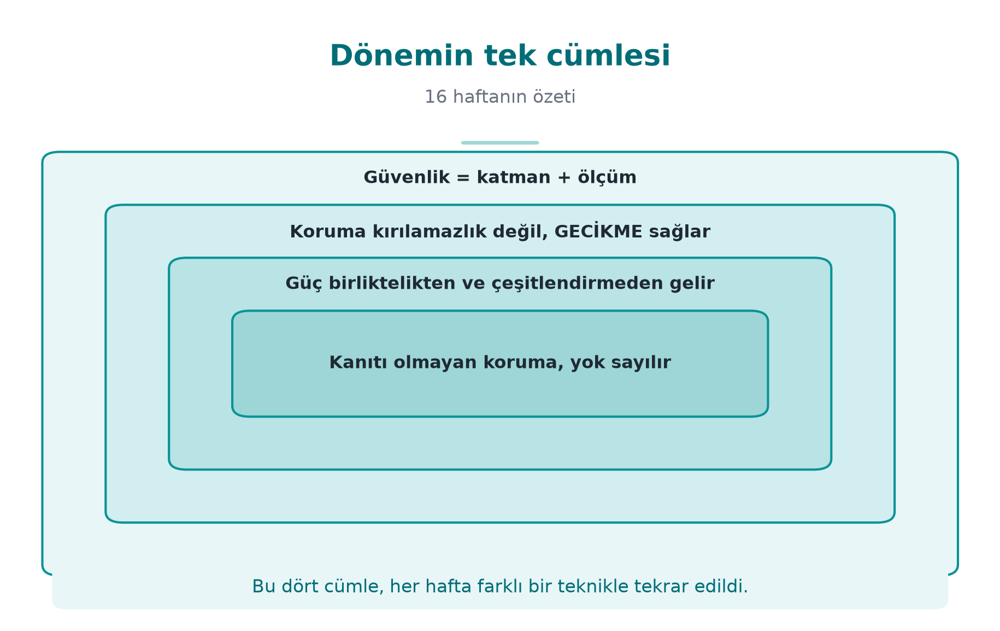 Dönemin tek cümlesi
16 haftanın özeti
Güvenlik = katman + ölçüm
Koruma kırılamazlık değil, GECİKME sağlar
Güç birliktelikten ve çeşitlendirmeden gelir
Kanıtı olmayan koruma, yok sayılır
Bu dört cümle, her hafta farklı bir teknikle tekrar edildi.